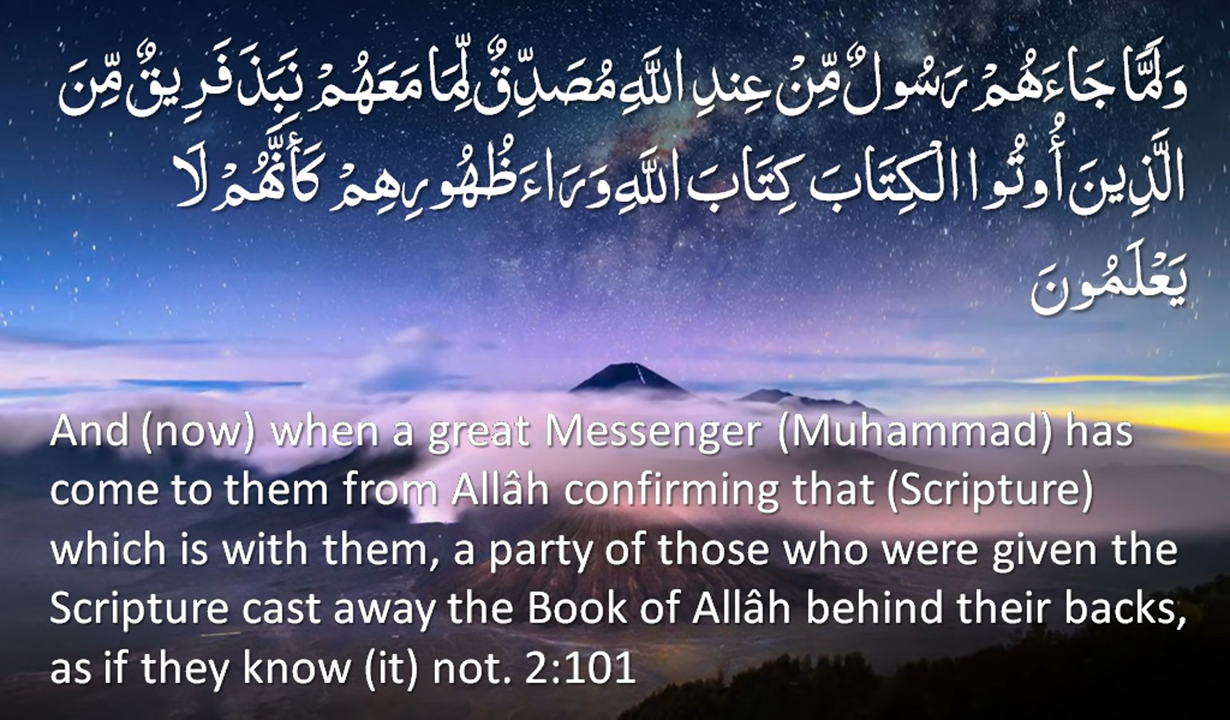 وَلَمَّا جَاءَهُمْ رَسُولٌ مِّنْ عِندِ اللَّهِ مُصَدِّقٌ لِّمَا مَعَهُمْ نَبَذَ فَرِيقٌ مِّنَ
الَّذِينَ أُوتُوا الْكِتَابَ كِتَابَ اللَّهِ وَرَاءَ ظُهُورِهِمْ كَأَنَّهُمْ لَا
يَعْلَمُونَ
And (now) when a great Messenger (Muhammad) has
come to them from Allâh confirming that (Scripture)
which is with them, a party of those who were given the
Scripture cast away the Book of Allâh behind their backs,
as if they know (it) not. 2:101